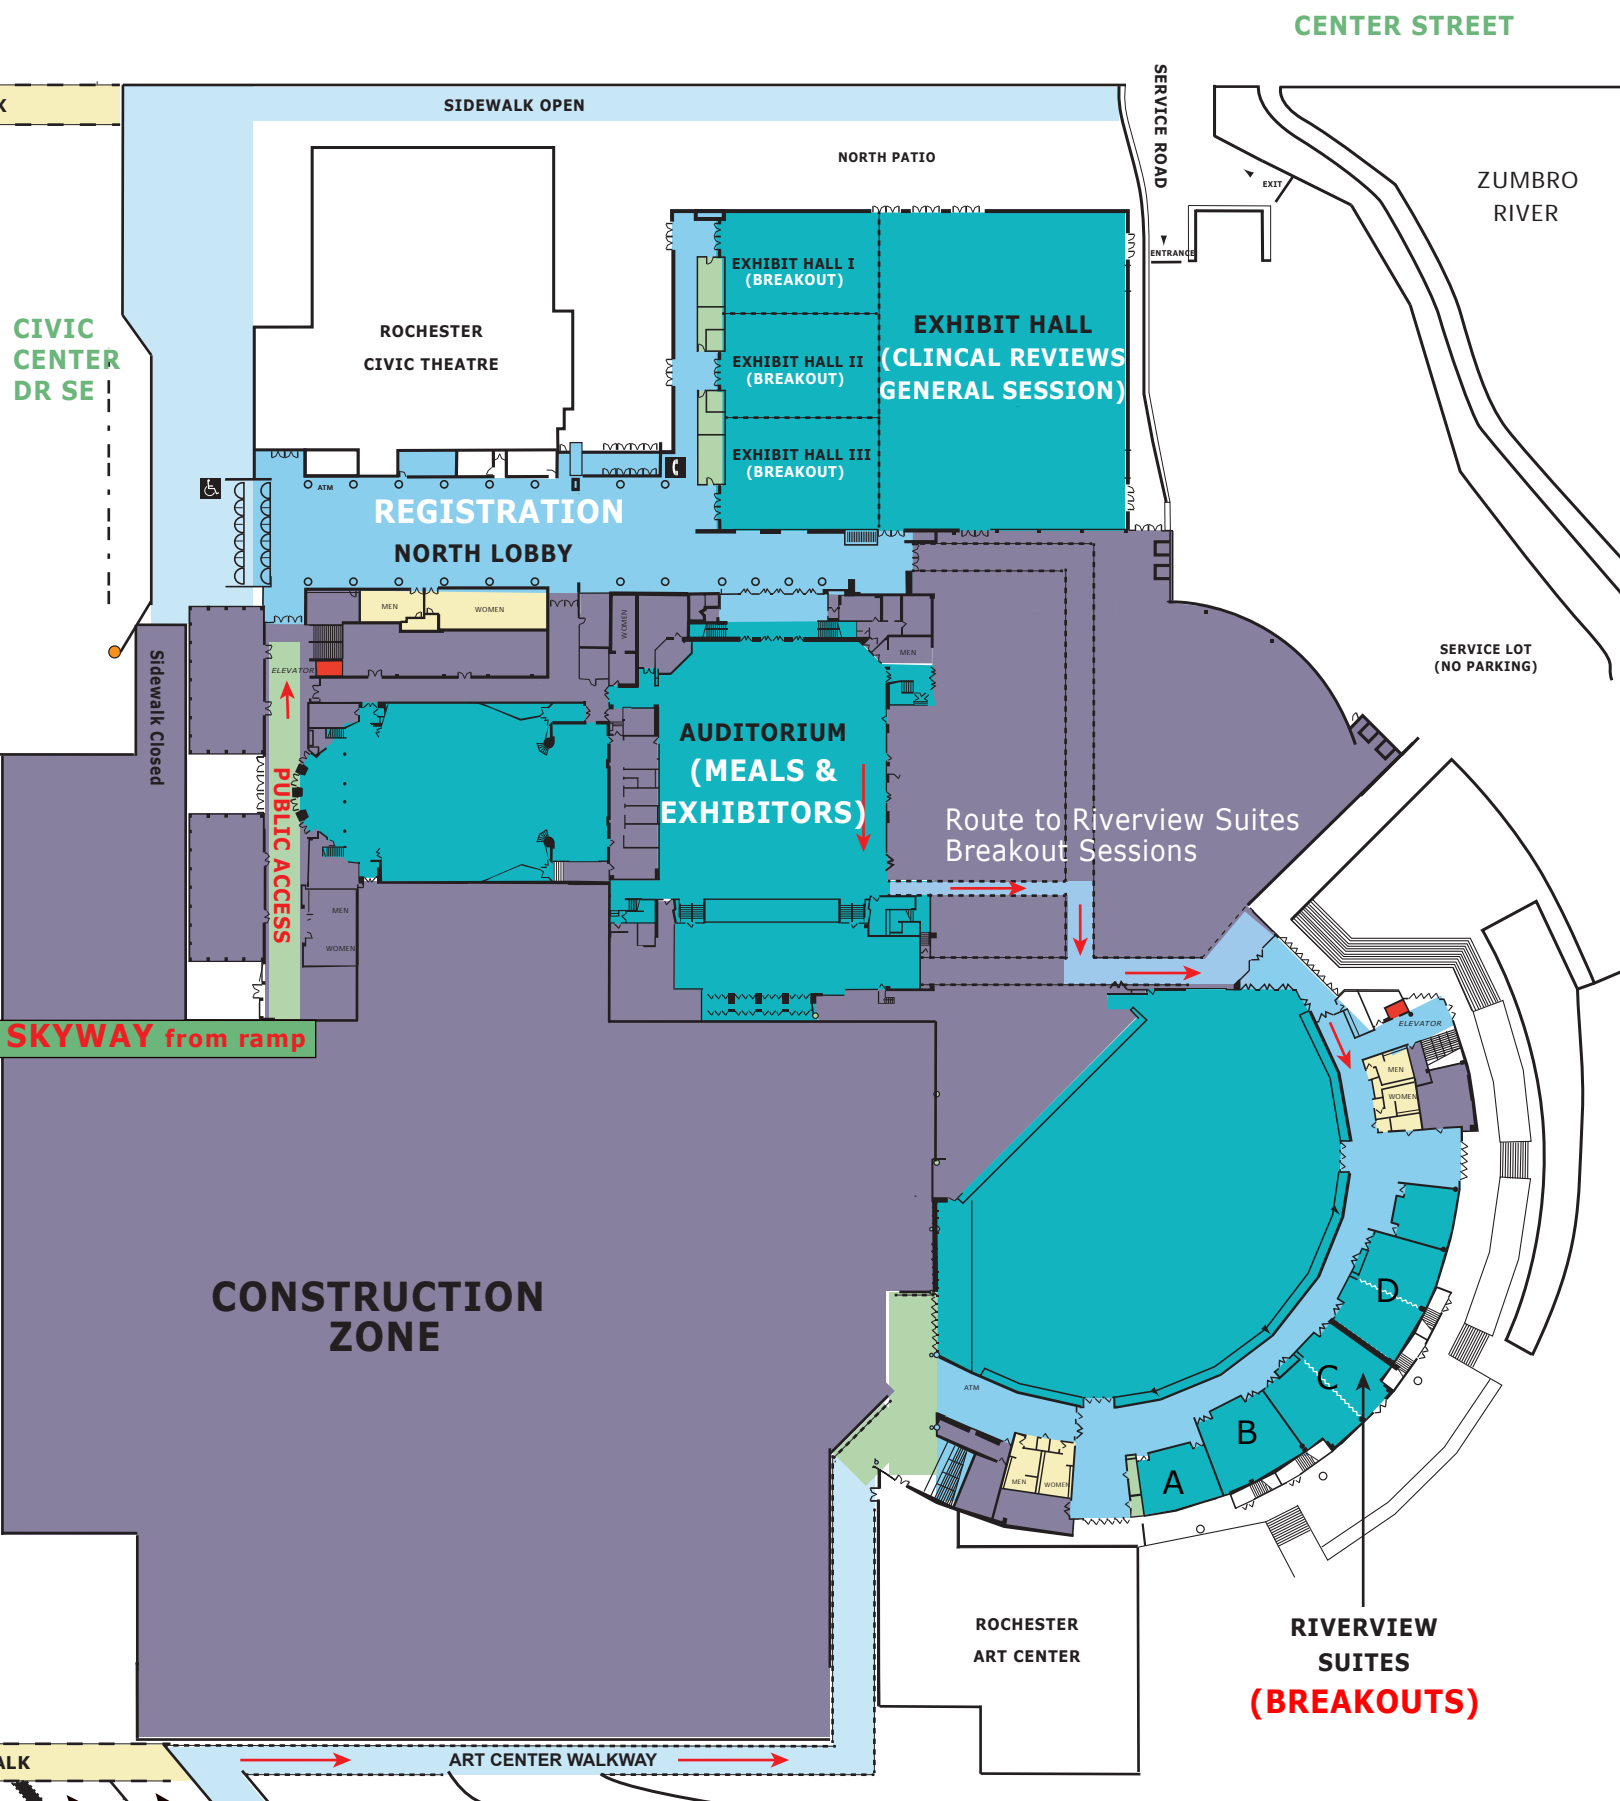 CENTER STREET
K
SIDEWALK OPEN
SERVICE ROAD
NORTH PATIO
EXIT
ZUMBRO
RIVER
ENTRANCE
EXHIBIT HALL I
(BREAKOUT)
CIVIC
CENTER
DR SE
ROCHESTER
CIVIC THEATRE
EXHIBIT HALL
(CLINCAL REVIEWS
GENERAL SESSION)
EXHIBIT HALL II
(BREAKOUT)
EXHIBIT HALL III
(BREAKOUT)
ATM
REGISTRATION
NORTH LOBBY
MEN
WOMEN
WOMEN
MEN
SERVICE LOT
(NO PARKING)
Sidewalk Closed
ELEVATOR
PUBLIC ACCESS
AUDITORIUM
(MEALS &
EXHIBITORS)
Route to Riverview Suites
Breakout Sessions
MEN
WOMEN
SKYWAY from ramp
ELEVATOR
MEN
WOMEN
CONSTRUCTION
ZONE
D
C
B
A
ATM
MEN
WOMEN
ROCHESTER
ART CENTER
RIVERVIEW
SUITES
(BREAKOUTS)
ALK
ART CENTER WALKWAY